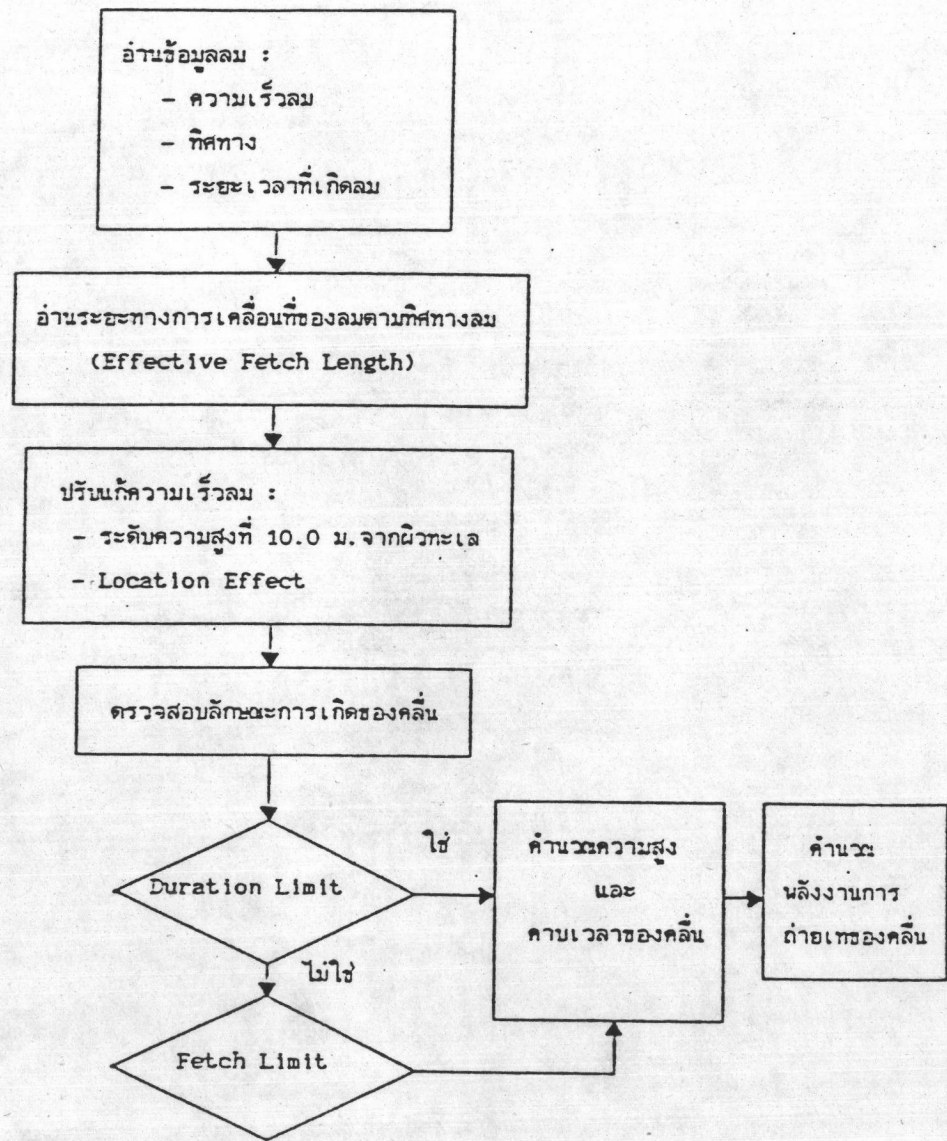 อ่านข้อมูลลม :
- ความเร็วลม
- ทิศทาง
- ระยะเวลาที่เกิดลม
อ่านระยะทางการเคลื่อนที่ของลมตามทิศทางลม
(Effective Fetch Length)
ปรับแก้ความเร็วลม :
- ระดับความสูงที่ 10.0 ม.จากผิวทะเล
- Location Effect
ตรวจสอบลักษณะการเกิดของคลื่น
Duration Limit
ใช่
ไม่ใช่
Fetch Limit
คำนวณความสูง
และ
คาบเวลาของคลื่น
คำนวณ
พลังงานการ
ถ่ายเทของคลื่น